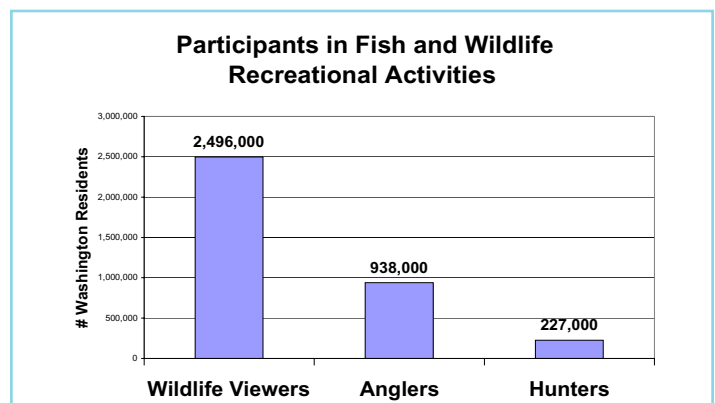 Participants in Fish and Wildlife
Recreational Activities
# Washington Residents
3,000,000
2,500,000
2,000,000
1,500,000
1,000,000
500,000
0
2,496,000
938,000
227,000
Wildlife Viewers
Anglers
Hunters